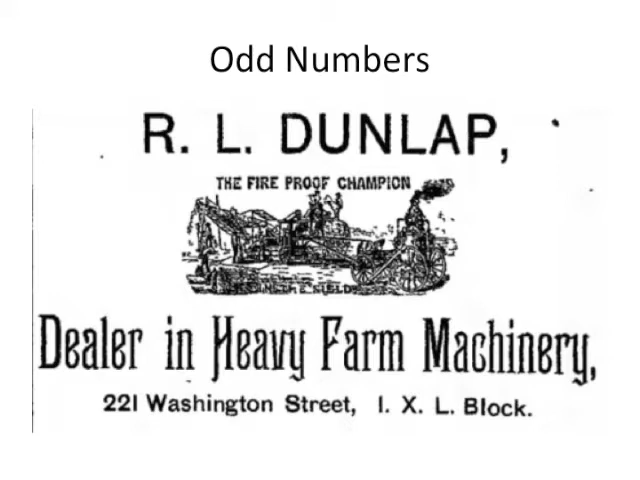 Odd Numbers
R. L. DUNLAP,
THE FIRE PROOF CHAMPION
Dealer in Heavy Farm Machinery,
221 Washington Street, I. X. L. Block.